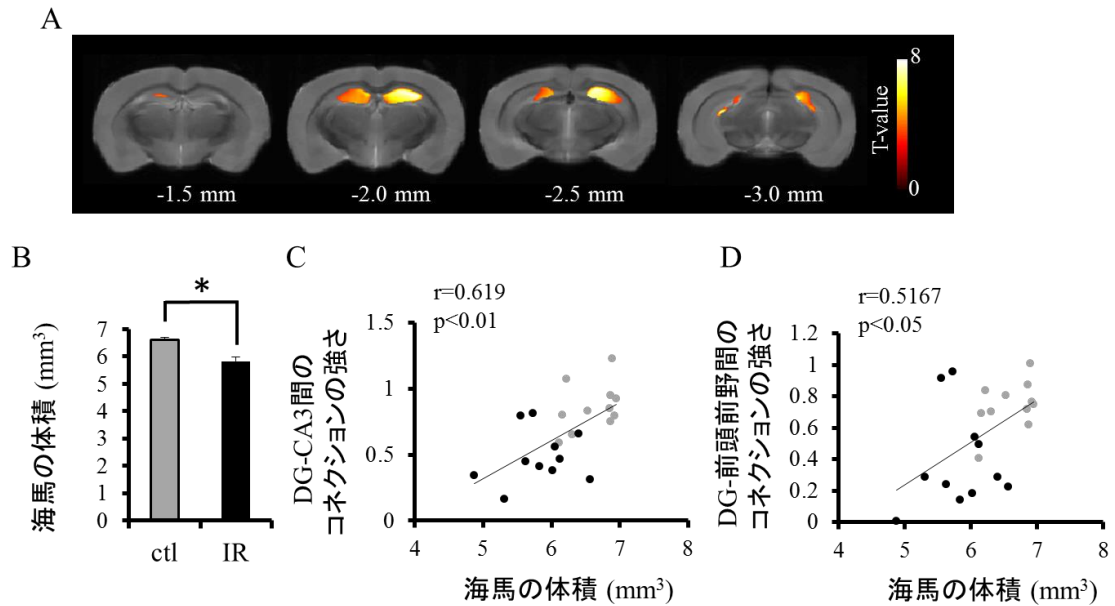 A
8
T-value
0
-1.5 mm
-2.0 mm
-2.5 mm
-3.0 mm
B
*
海馬の体積 (mm³)
7
6
5
4
3
2
1
0
ctl
IR
C
r=0.619
p<0.01
DG-CA3間の
コネクションの強さ
1.5
1
0.5
0
4
5
6
7
8
海馬の体積 (mm³)
D
r=0.5167
p<0.05
DG-前頭前野間の
コネクションの強さ
1.2
1
0.8
0.6
0.4
0.2
0
4
5
6
7
8
海馬の体積 (mm³)